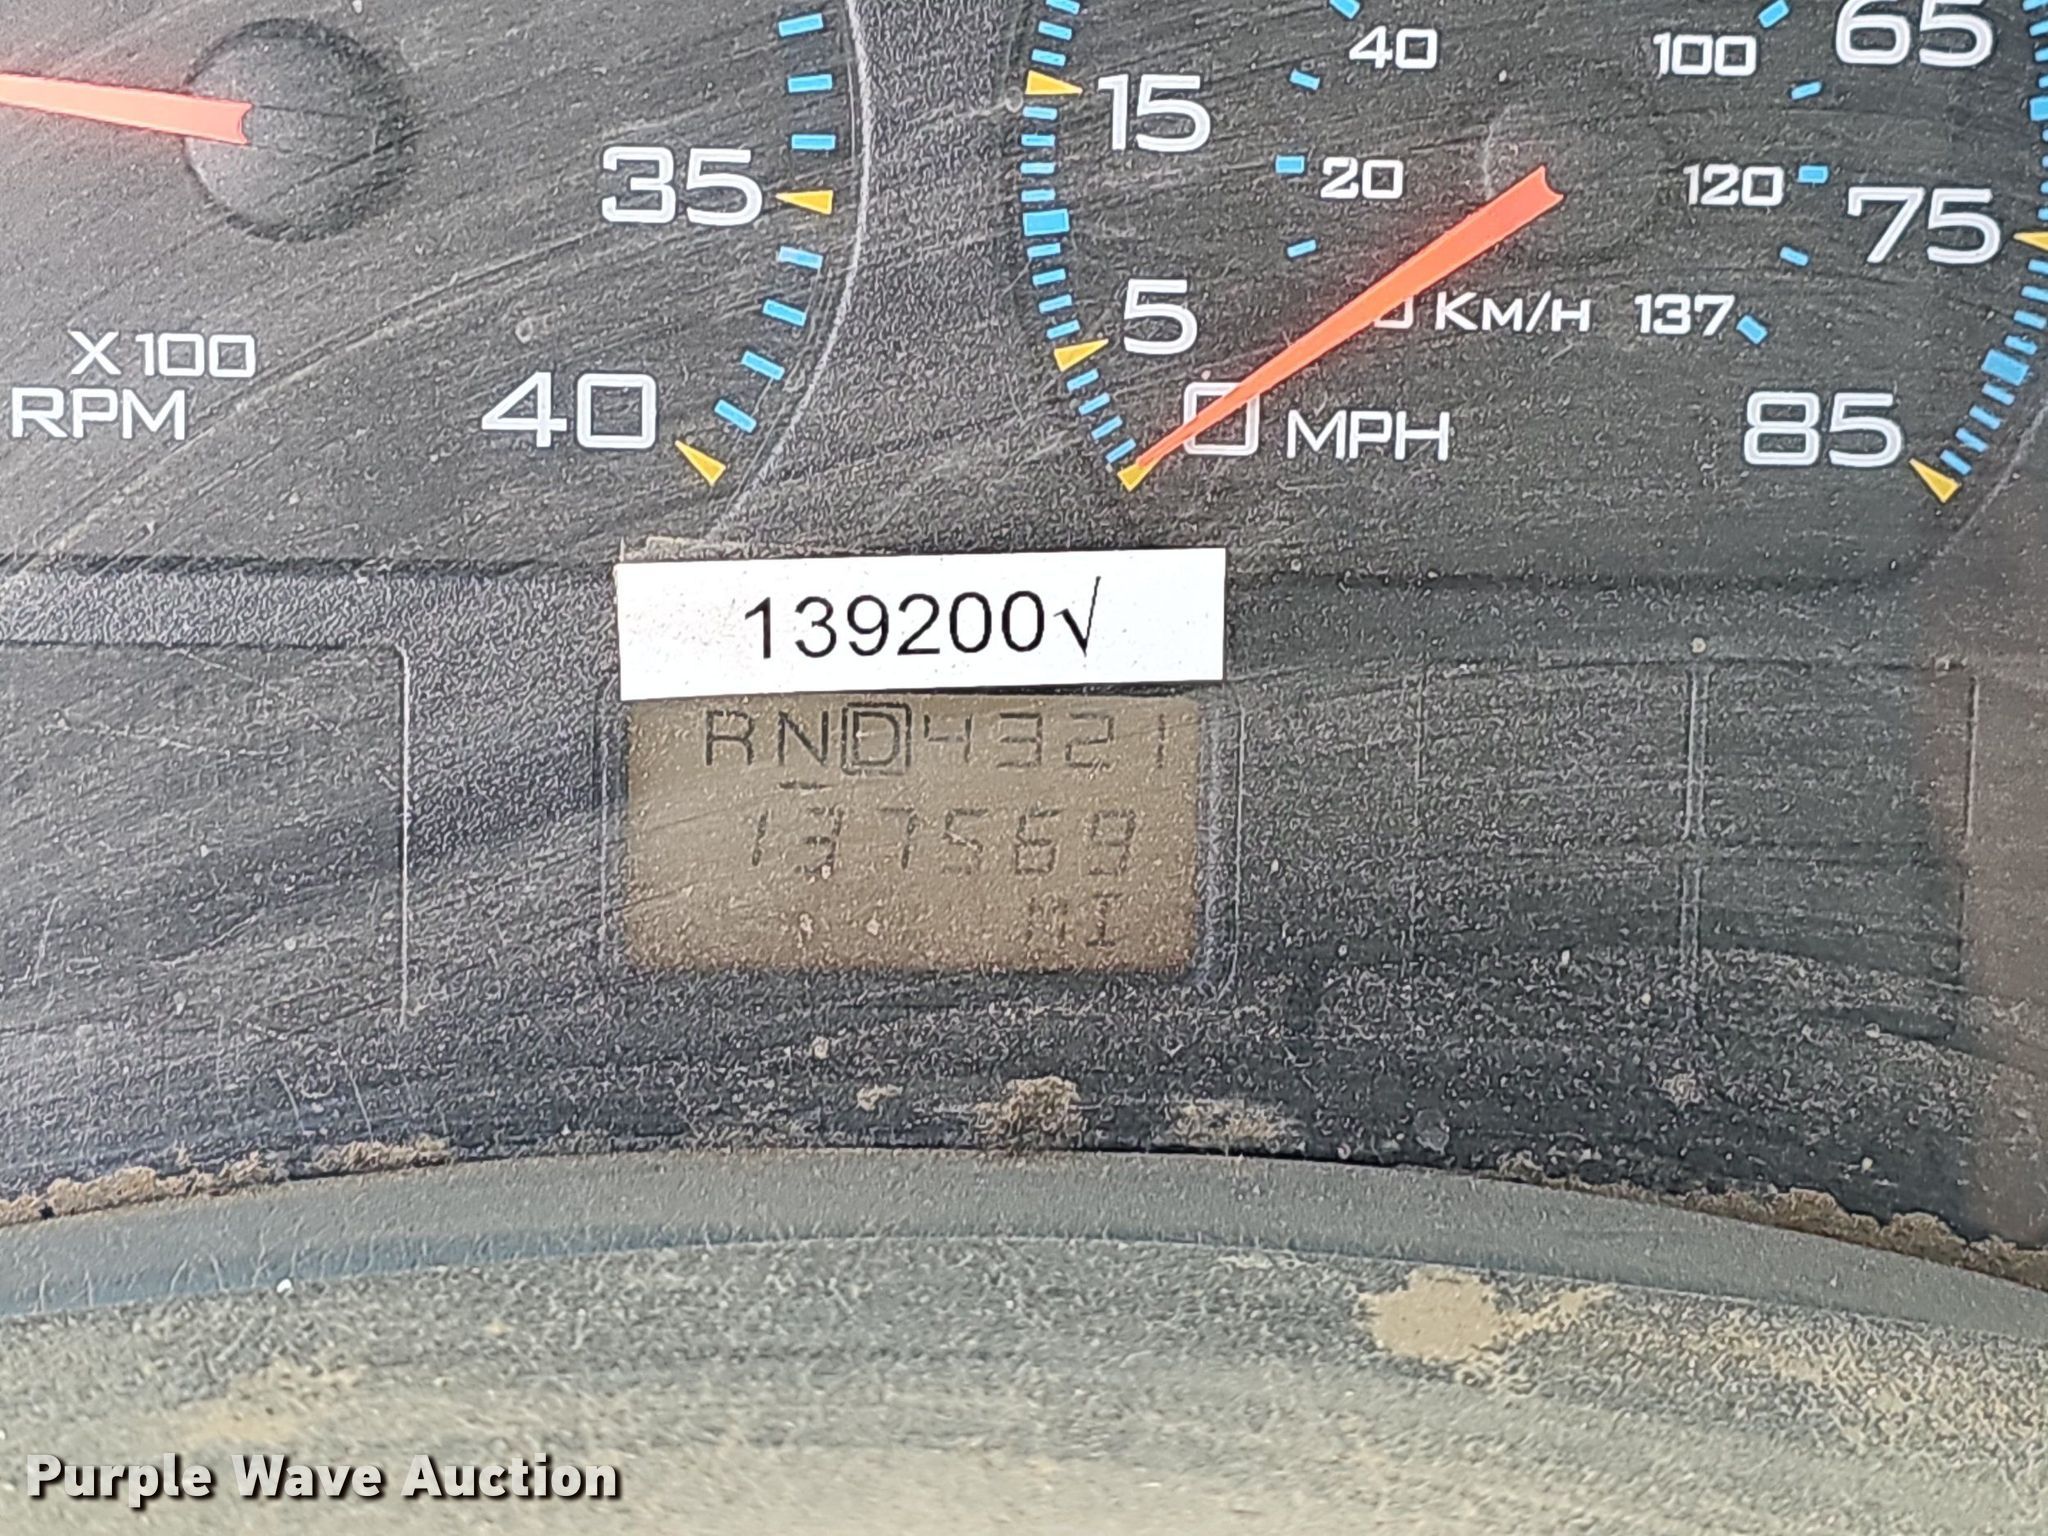 40 100 65
15
20 120 75
35
5 KM/H 137
X100
RPM
40
0 MPH 85
139200√
RND4321
137569
MI
Purple Wave Auction